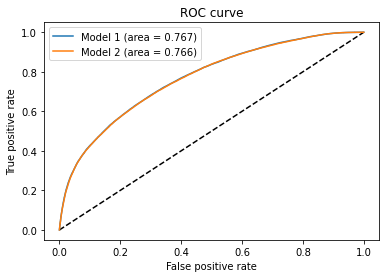 ROC curve
Model 1 (area = 0.767)
Model 2 (area = 0.766)
True positive rate
1.0
0.8
0.6
0.4
0.2
0.0
0.0 0.2 0.4 0.6 0.8 1.0
False positive rate